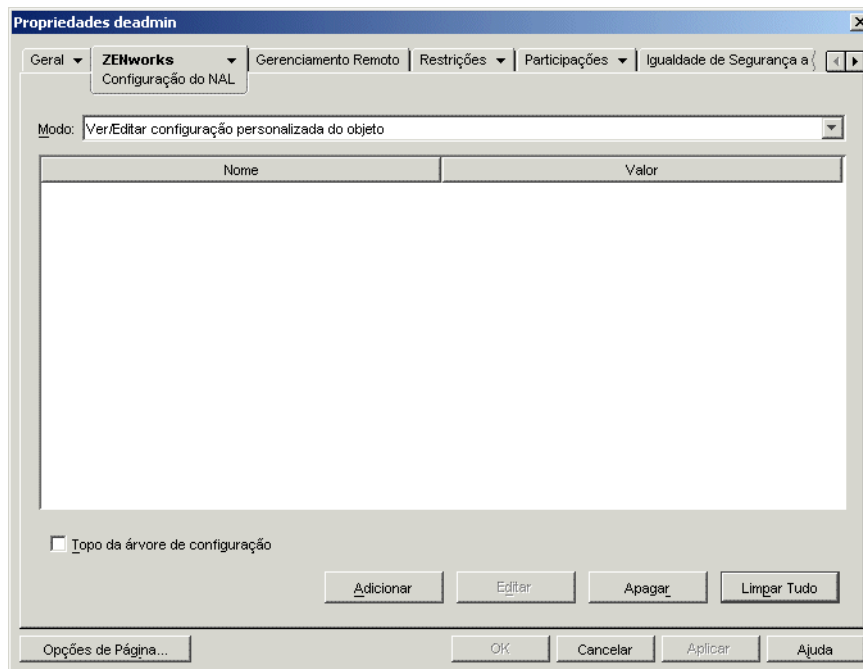 Propriedades deadmin
Geral
ZENworks
Configuração do NAL
Gerenciamento Remoto
Restrições
Participações
Igualdade de Segurança a
Modo: Ver/Editar configuração personalizada do objeto
Nome Valor
Topo da árvore de configuração
Adicionar Editar Apagar Limpar Tudo
Opções de Página... OK Cancelar Aplicar Ajuda